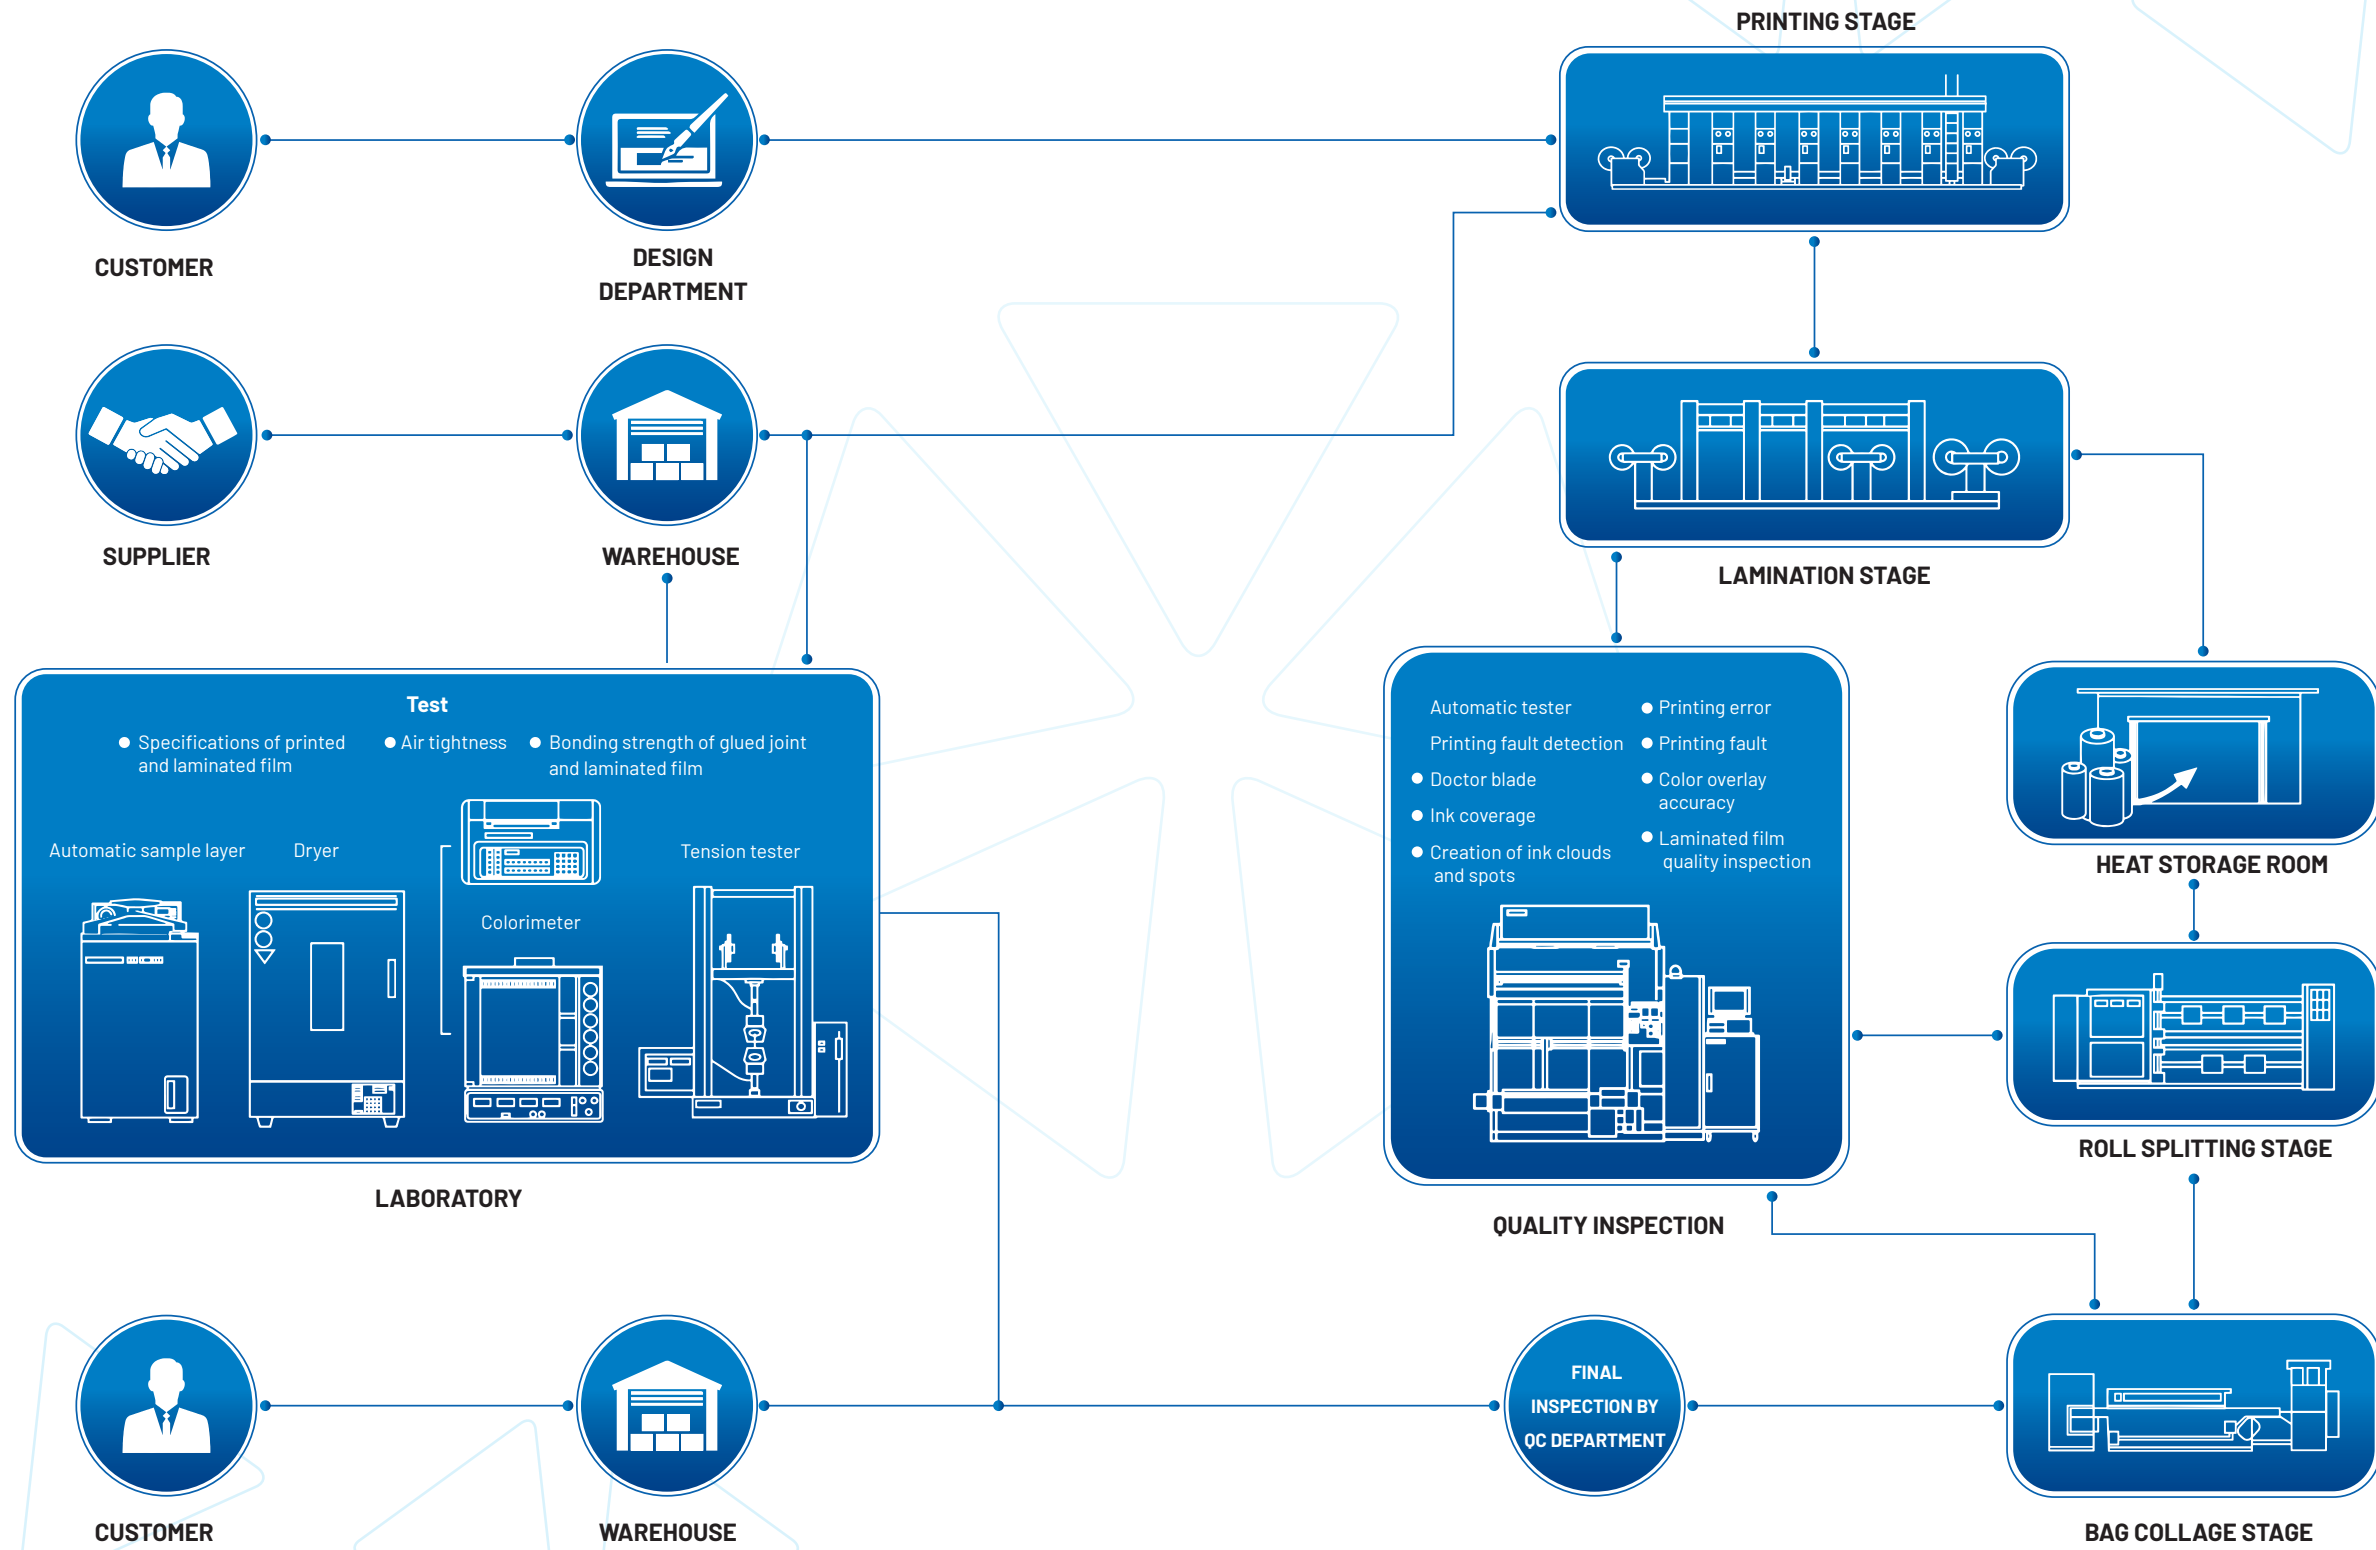 PRINTING STAGE
CUSTOMER
DESIGN
DEPARTMENT
SUPPLIER
WAREHOUSE
LAMINATION STAGE
Test
Specifications of printed
and laminated film
Air tightness
Bonding strength of glued joint
and laminated film
Automatic sample layer
Dryer
Colorimeter
Tension tester
LABORATORY
Automatic tester
Printing fault detection
Doctor blade
Ink coverage
Creation of ink clouds
and spots
Printing error
Printing fault
Color overlay
accuracy
Laminated film
quality inspection
QUALITY INSPECTION
HEAT STORAGE ROOM
ROLL SPLITTING STAGE
CUSTOMER
WAREHOUSE
FINAL
INSPECTION BY
QC DEPARTMENT
BAG COLLAGE STAGE